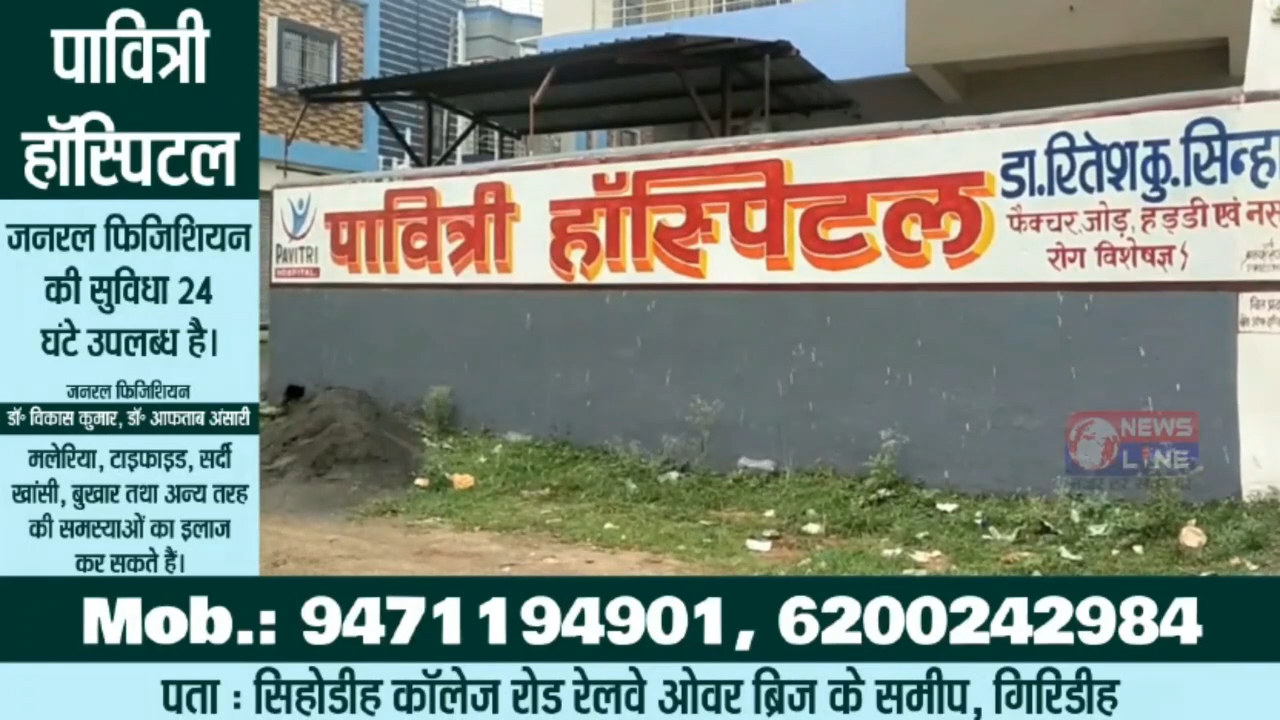 पावित्री
हॉस्पिटल
जनरल फिजिशियन
की सुविधा 24
घंटे उपलब्ध है।
जनरल फिजिशियन
डॉ॰ विकास कुमार, डॉ॰ आफताब अंसारी
मलेरिया, टाइफाइड, सर्दी
खांसी, बुखार तथा अन्य तरह
की समस्याओं का इलाज
कर सकते हैं।
PAVITRI
HOSPITAL
पावित्री हॉस्पिटल
डा.रितेश कु.सिन्हा
फैक्चर,जोड़, हड्डी एवं नस
रोग विशेषज्ञ
NEWS
LINE
Mob.: 9471194901, 6200242984
पता : सिहोडीह कॉलेज रोड रेलवे ओवर ब्रिज के समीप, गिरिडीह